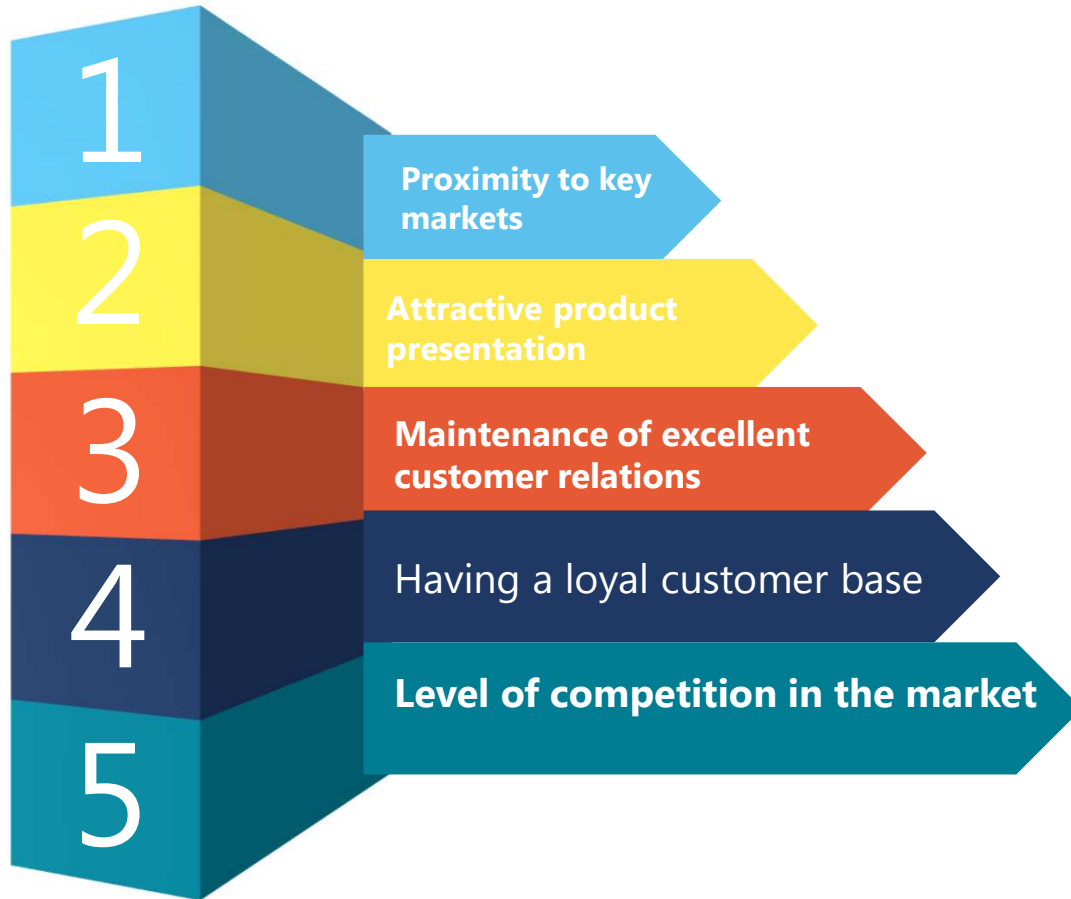 1
Proximity to key
markets
2
Attractive product
presentation
3
Maintenance of excellent
customer relations
4
Having a loyal customer base
5
Level of competition in the market